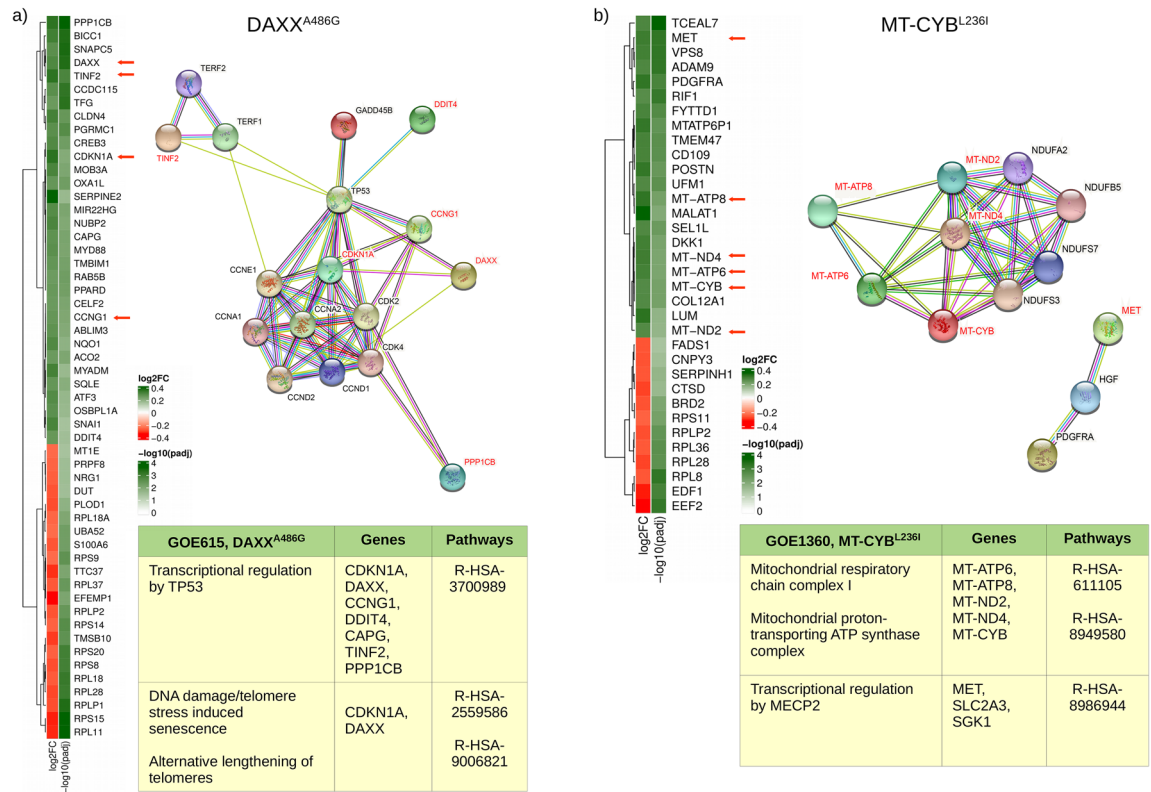 a)
DAXXA486G
PPP1CB
BICC1
SNAPC5
DAXX
TINF2
CCDC115
TFG
CLDN4
PGRMC1
CREB3
CDKN1A
MOB3A
OXA1L
SERPINE2
MIR22HG
NUBP2
CAPG
MYD88
TMBIM1
RAB5B
PPARD
CELF2
CCNG1
ABLIM3
NQO1
ACO2
MYADM
SQLE
ATF3
OSBPL1A
SNAI1
DDIT4
MT1E
PRPF8
NRG1
DUT
PLOD1
RPL18A
UBA52
S100A6
RPS9
TTC37
RPL37
EFEMP1
RPLP2
RPS14
TMSB10
RPS20
RPS8
RPL18
RPL28
RPLP1
RPS15
RPL11
log2FC
−log10(padj)
log2FC
0.4
0.2
0
−0.2
−0.4
−log10(padj)
4
3
2
1
0
TERF2
TERF1
TINF2
GADD45B
DDIT4
TP53
CCNG1
CDKN1A
DAXX
CCNE1
CDK2
CCNA2
CCNA1
CDK4
CCND1
CCND2
PPP1CB
GOE615, DAXXA486G
Genes
Pathways
Transcriptional regulation
by TP53
CDKN1A,
DAXX,
CCNG1,
DDIT4,
CAPG,
TINF2,
PPP1CB
R-HSA-
3700989
DNA damage/telomere
stress induced
senescence
Alternative lengthening of
telomeres
CDKN1A,
DAXX
R-HSA-
2559586
R-HSA-
9006821
b)
MT-CYBL236I
TCEAL7
MET
VPS8
ADAM9
PDGFRA
RIF1
FYTTD1
MTATP6P1
TMEM47
CD109
POSTN
UFM1
MT−ATP8
MALAT1
SEL1L
DKK1
MT−ND4
MT−ATP6
MT−CYB
COL12A1
LUM
MT−ND2
FADS1
CNPY3
SERPINH1
CTSD
BRD2
RPS11
RPLP2
RPL36
RPL28
RPL8
EDF1
EEF2
log2FC
−log10(padj)
log2FC
0.4
0.2
0
−0.2
−0.4
−log10(padj)
4
3
2
1
0
MT-ND2
NDUFA2
MT-ATP8
NDUFB5
MT-ND4
NDUFS7
MT-ATP6
NDUFS3
MT-CYB
MET
HGF
PDGFRA
GOE1360, MT-CYBL236I
Genes
Pathways
Mitochondrial respiratory
chain complex I
Mitochondrial proton-
transporting ATP synthase
complex
MT-ATP6,
MT-ATP8,
MT-ND2,
MT-ND4,
MT-CYB
R-HSA-
611105
R-HSA-
8949580
Transcriptional regulation
by MECP2
MET,
SLC2A3,
SGK1
R-HSA-
8986944